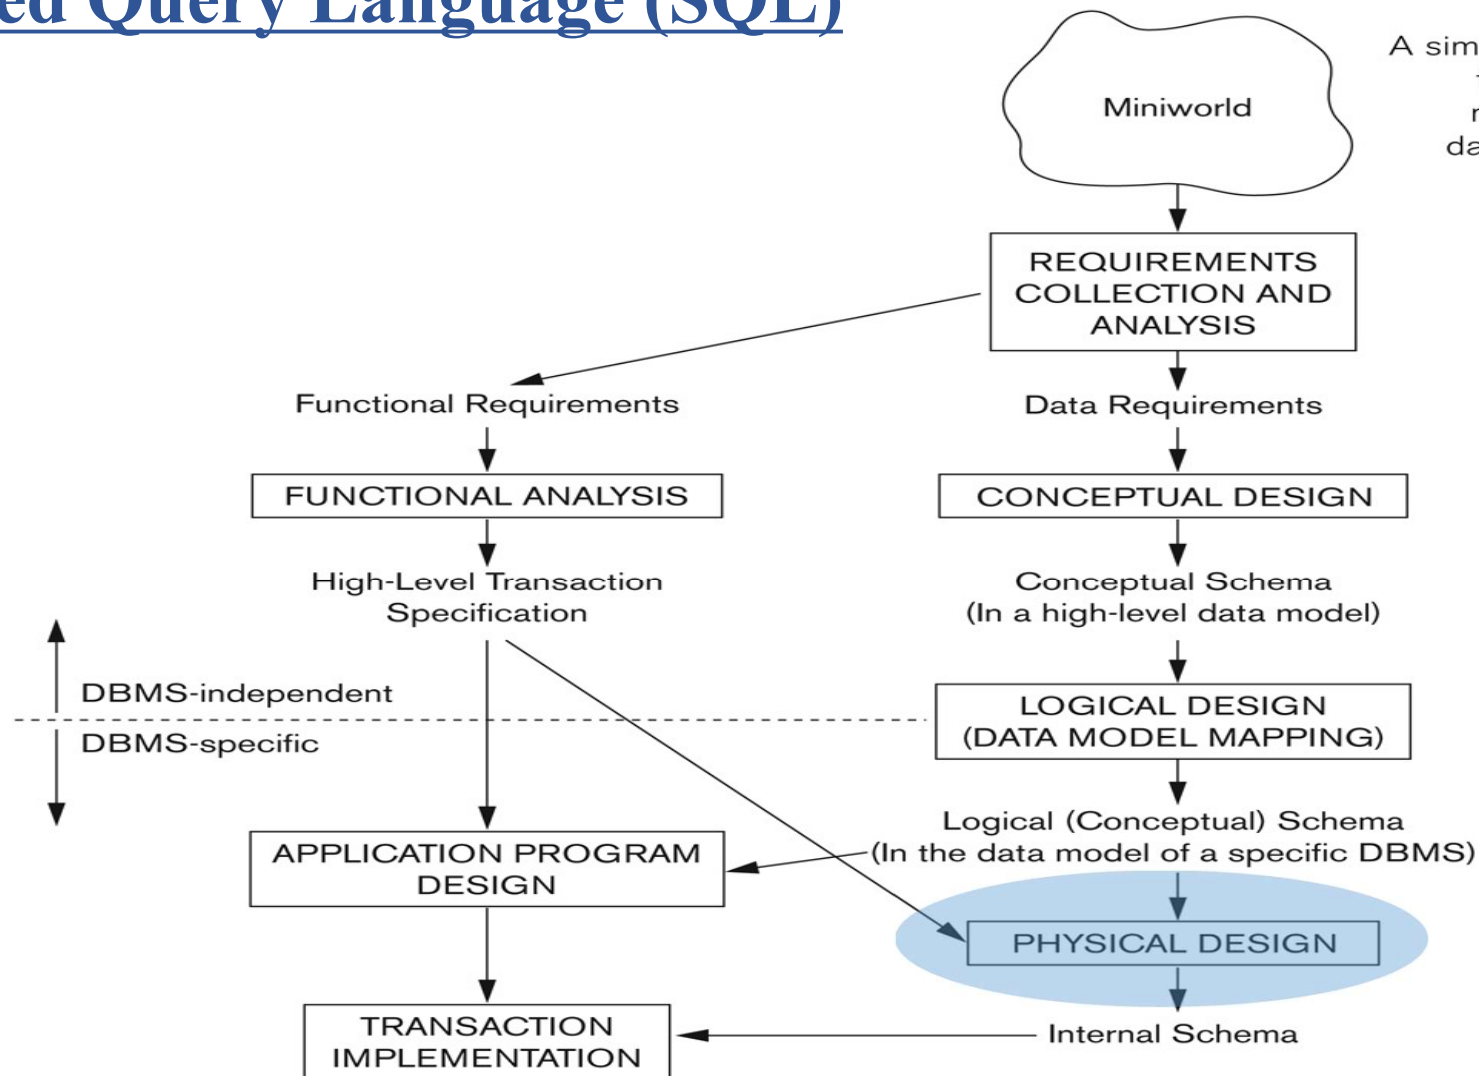 ed Query Language (SQL)
Miniworld
A sim
da
REQUIREMENTS
COLLECTION AND
ANALYSIS
Functional Requirements
Data Requirements
FUNCTIONAL ANALYSIS
CONCEPTUAL DESIGN
High-Level Transaction
Specification
Conceptual Schema
(In a high-level data model)
DBMS-independent
DBMS-specific
LOGICAL DESIGN
(DATA MODEL MAPPING)
Logical (Conceptual) Schema
(In the data model of a specific DBMS)
APPLICATION PROGRAM
DESIGN
PHYSICAL DESIGN
TRANSACTION
IMPLEMENTATION
Internal Schema